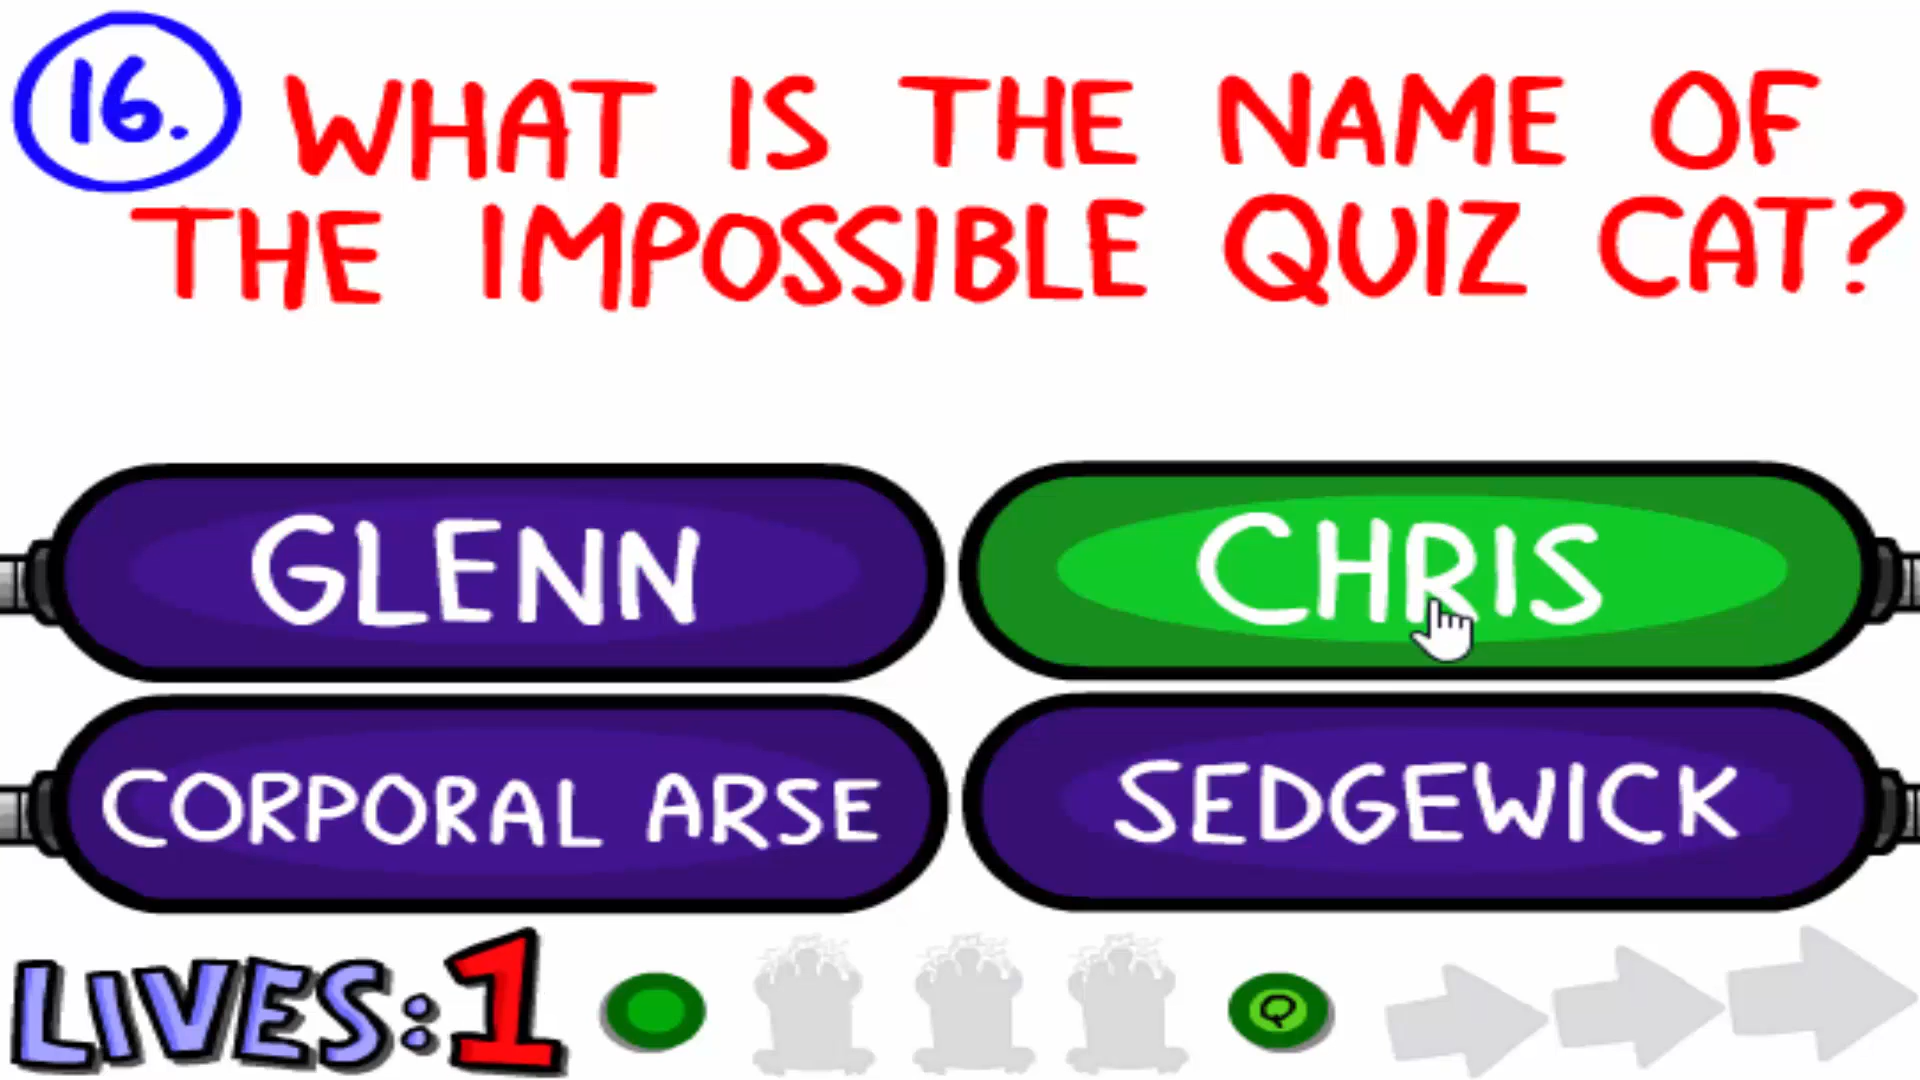 16. WHAT IS THE NAME OF
THE IMPOSSIBLE QUIZ CAT?
GLENN
CHRIS
CORPORAL ARSE
SEDGEWICK
LIVES:1
Q